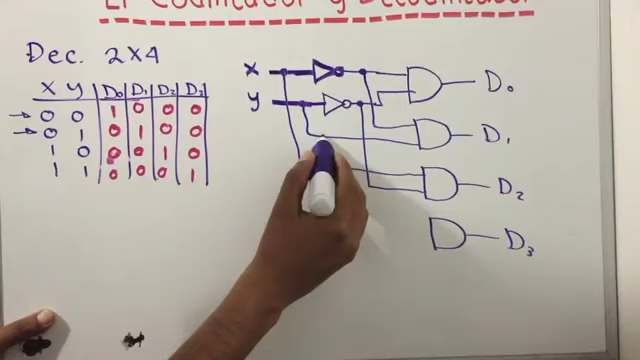 El Codificador y Decodificador
Dec. 2x4
X Y D₀ D₁ D₂ D₃
0 0 1 0 0 0
0 1 0 1 0 0
1 0 0 0 1 0
1 1 0 0 0 1
X
Y
D₀
D₁
D₂
D₃